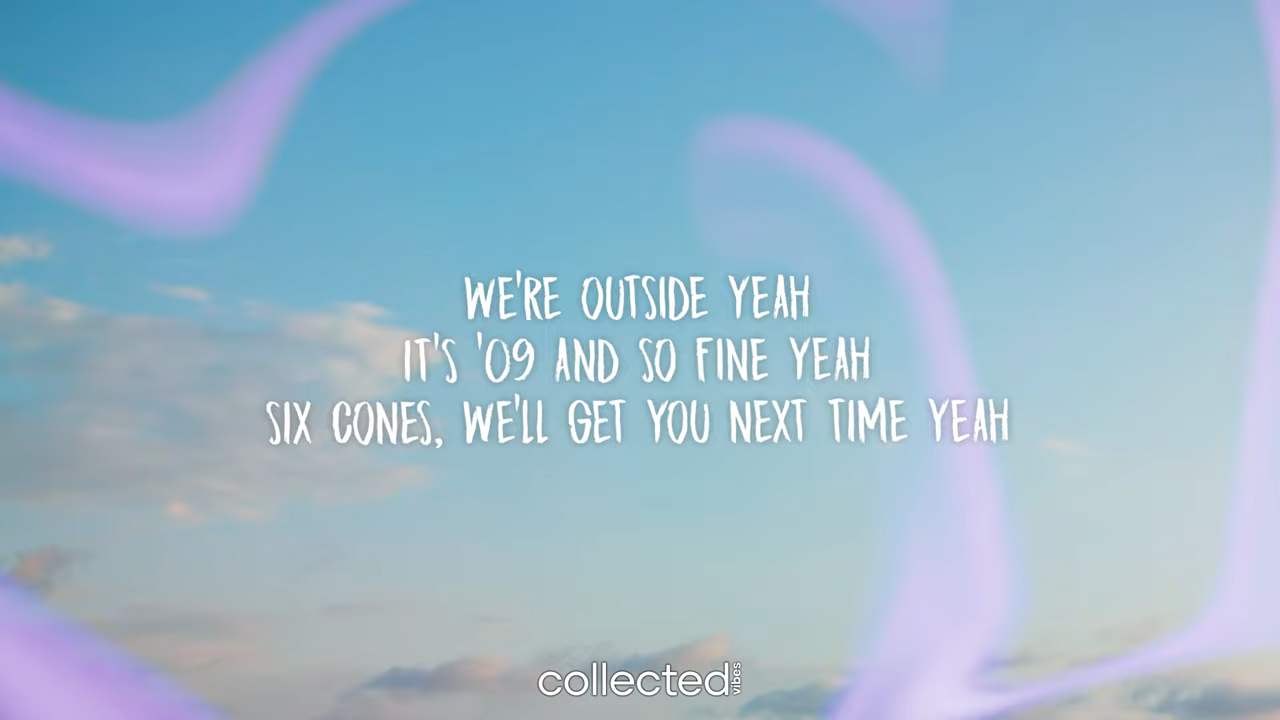 WE'RE OUTSIDE YEAH
IT'S '09 AND SO FINE YEAH
SIX CONES, WE'LL GET YOU NEXT TIME YEAH
collected vibes